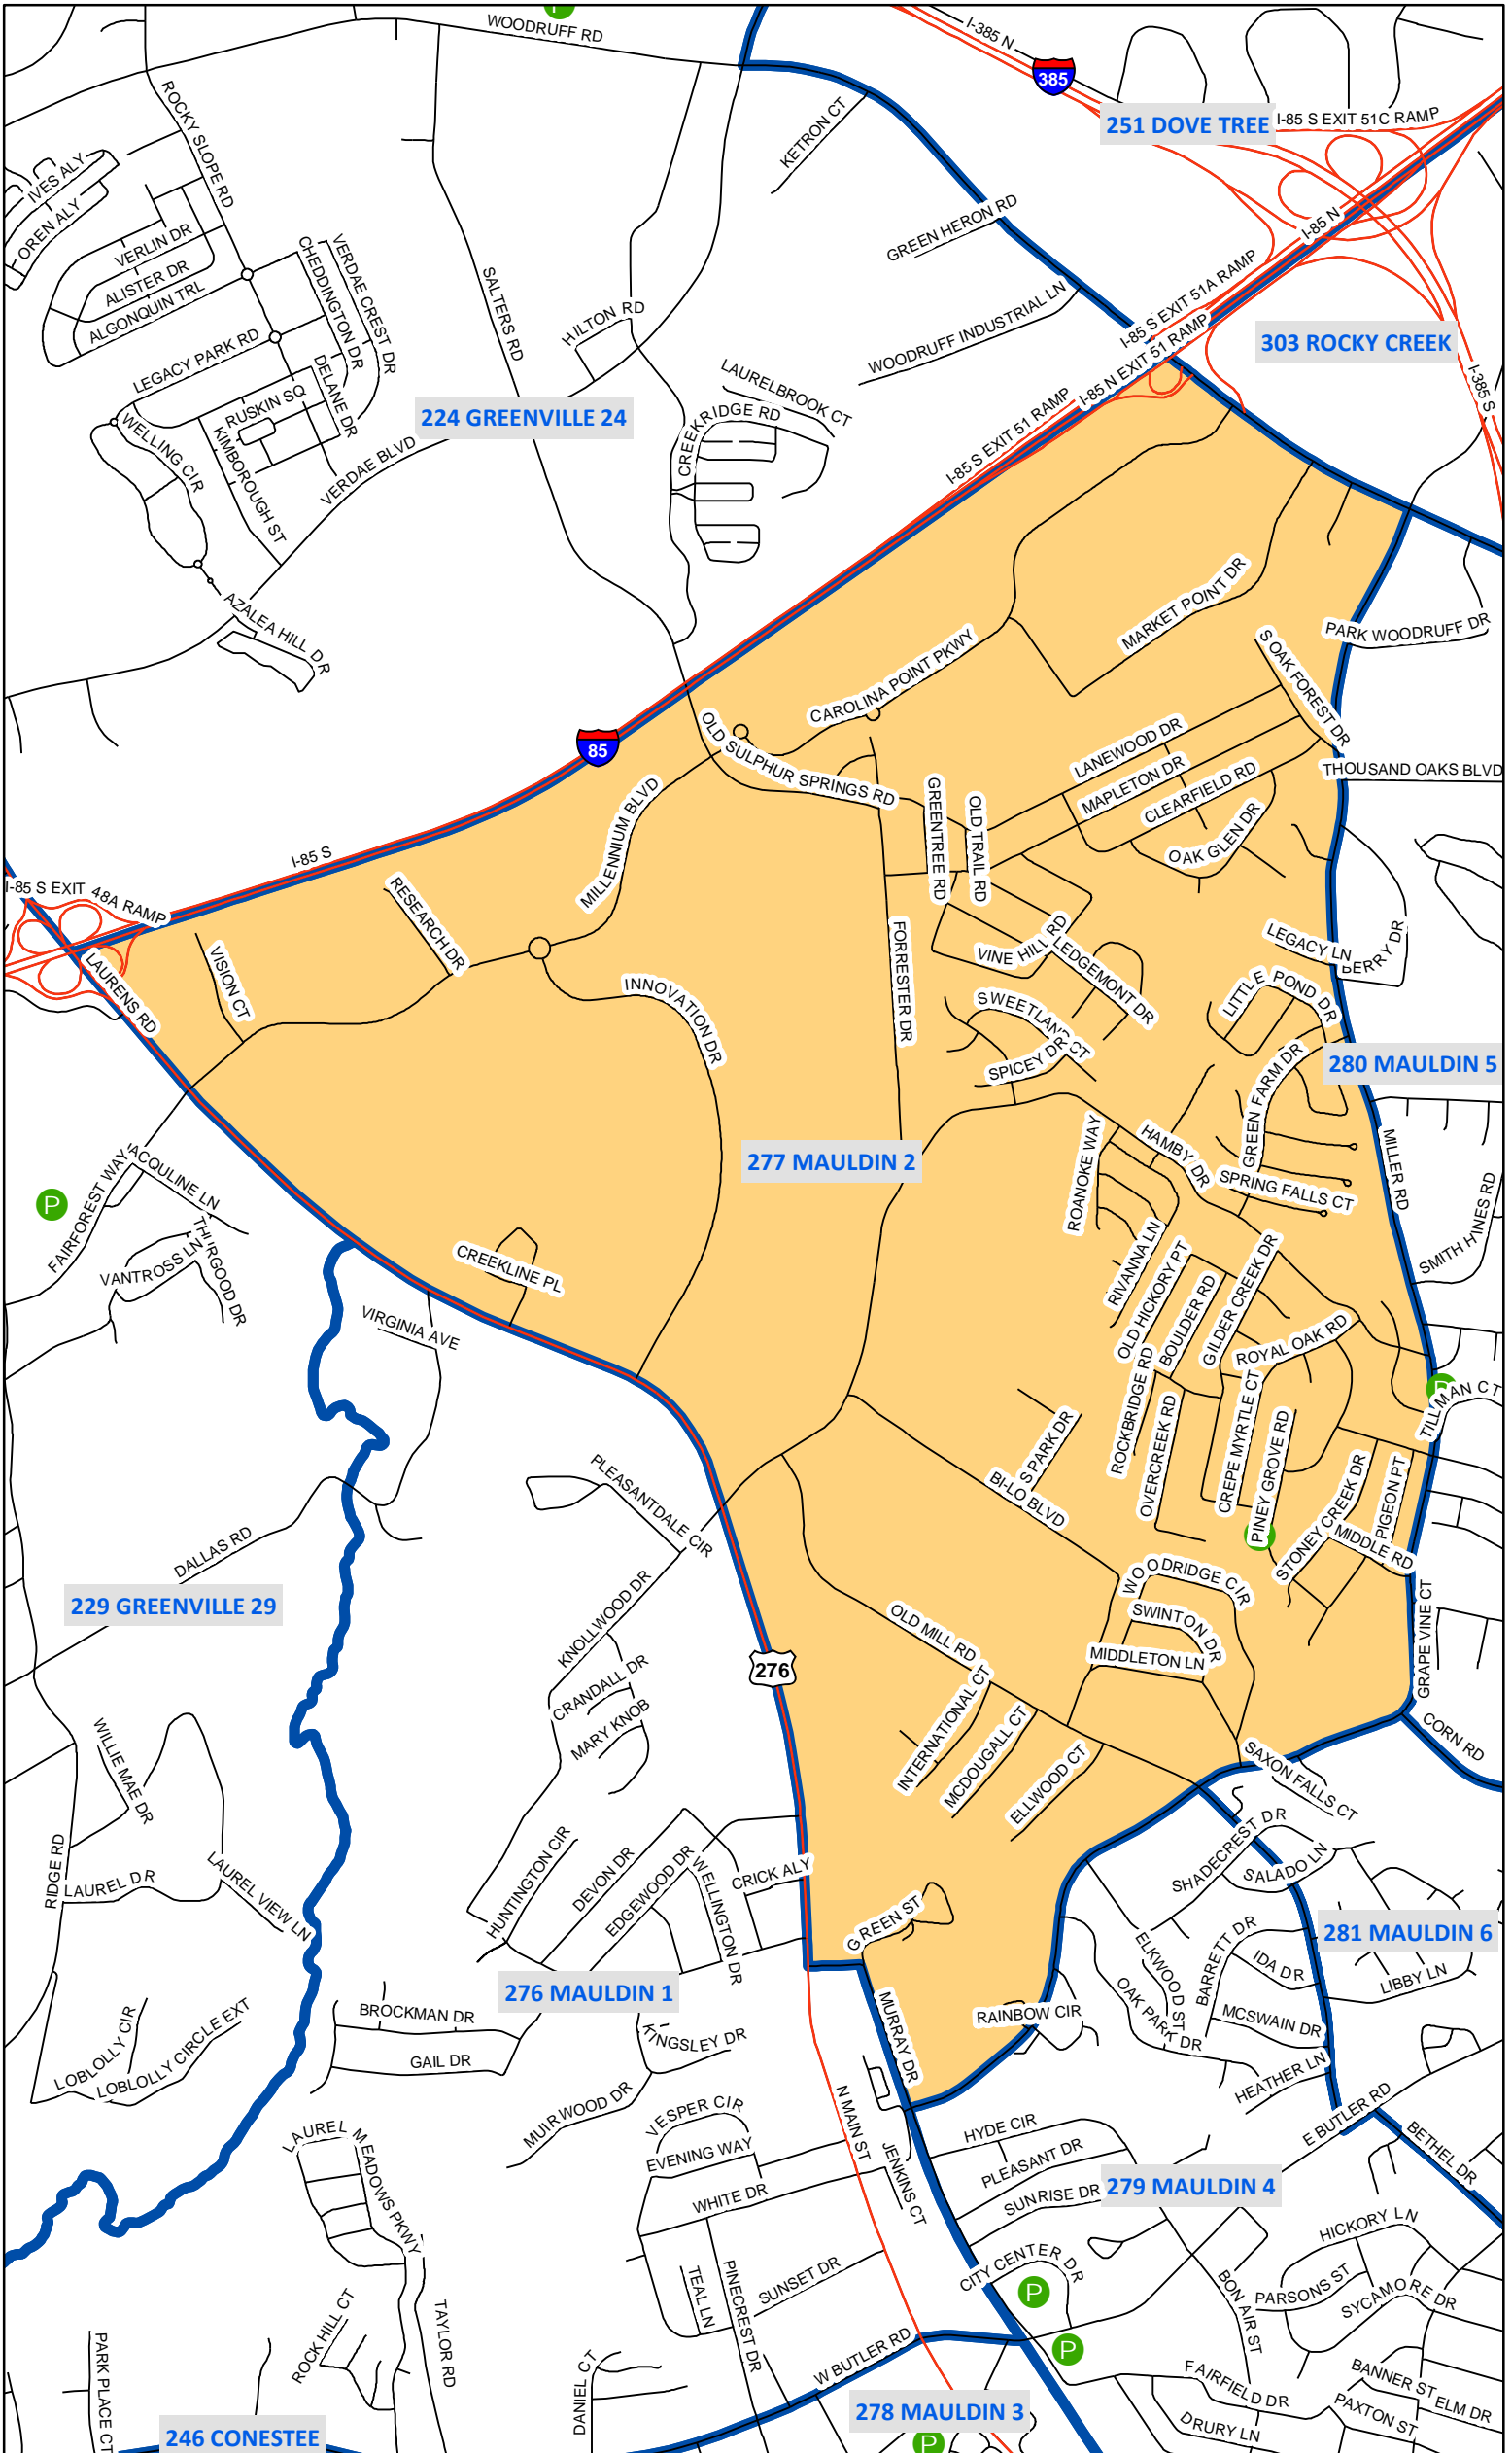 WOODRUFF RD
I-385 N
385
251 DOVE TREE
I-85 S EXIT 51C RAMP
ROCKY SLOPE RD
KETRON CT
IVES ALY
OREN ALY
VERLIN DR
ALISTER DR
ALGONQUIN TRL
CHEDDINGTON DR
VERDAE CREST DR
GREEN HERON RD
I-85 N
SALTERS RD
HILTON RD
WOODRUFF INDUSTRIAL LN
I-85 S EXIT 51A RAMP
I-85 N EXIT 51 RAMP
303 ROCKY CREEK
I-385 S
LEGACY PARK RD
DELANE DR
RUSKIN SQ
WELLING CIR
KIMBOROUGH ST
VERDAE BLVD
224 GREENVILLE 24
LAURELBROOK CT
CREEKRIDGE RD
I-85 S EXIT 51 RAMP
AZALEA HILL DR
MARKET POINT DR
PARK WOODRUFF DR
S OAK FOREST DR
CAROLINA POINT PKWY
85
OLD SULPHUR SPRINGS RD
LANEWOOD DR
MAPLETON DR
CLEARFIELD RD
THOUSAND OAKS BLVD
MILLENNIUM BLVD
GREENTREE RD
OLD TRAIL RD
OAK GLEN DR
I-85 S
I-85 S EXIT 48A RAMP
RESEARCH DR
LAURENS RD
VISION CT
FORRESTER DR
VINE HILL RD
LEDGEMONT DR
LEGACY LN
BERRY DR
INNOVATION DR
SWEETLAND CT
SPICEY DR
LITTLE POND DR
GREEN FARM DR
280 MAULDIN 5
277 MAULDIN 2
ROANOKE WAY
HAMBY DR
SPRING FALLS CT
MILLER RD
SMITH HINES RD
P
FAIRFOREST WAY
JACQULINE LN
VANTROSS LN
THURGOOD DR
CREEKLINE PL
VIRGINIA AVE
RIVANNA LN
OLD HICKORY PT
BOULDER RD
GILDER CREEK DR
ROYAL OAK RD
ROCKBRIDGE RD
OVERCREEK RD
CREPE MYRTLE CT
PINEY GROVE RD
TILLMAN CT
S PARK DR
BI-LO BLVD
STONEY CREEK DR
PIGEON PT
MIDDLE RD
PLEASANTDALE CIR
DALLAS RD
229 GREENVILLE 29
KNOLLWOOD DR
CRANDALL DR
MARY KNOB
276
WOODRIDGE CIR
SWINTON DR
MIDDLETON LN
OLD MILL RD
INTERNATIONAL CT
MCDOUGALL CT
ELLWOOD CT
GRAPE VINE CT
CORN RD
SAXON FALLS CT
WILLIE MAE DR
RIDGE RD
LAUREL DR
LAUREL VIEW LN
HUNTINGTON CIR
DEVON DR
EDGEWOOD DR
WELLINGTON DR
CRICK ALY
GREEN ST
SHADECREST DR
SALADO LN
281 MAULDIN 6
276 MAULDIN 1
ELKWOOD ST
BARRETT DR
IDA DR
LIBBY LN
OAK PARK DR
MCSWAIN DR
HEATHER LN
RAINBOW CIR
MURRAY DR
BROCKMAN DR
GAIL DR
KINGSLEY DR
MUIRWOOD DR
LOBLOLLY CIR
LOBLOLLY CIRCLE EXT
N MAIN ST
VESPER CIR
EVENING WAY
WHITE DR
JENKINS CT
HYDE CIR
PLEASANT DR
SUNRISE DR
279 MAULDIN 4
E BUTLER RD
BETHEL DR
LAUREL MEADOWS PKWY
TAYLOR RD
ROCK HILL CT
TEAL LN
PINECREST DR
SUNSET DR
CITY CENTER DR
P
P
BON AIR ST
HICKORY LN
PARSONS ST
SYCAMORE DR
PARK PLACE CT
DANIEL CT
W BUTLER RD
FAIRFIELD DR
DRURY LN
BANNER ST
ELM DR
PAXTON ST
246 CONESTEE
278 MAULDIN 3
P